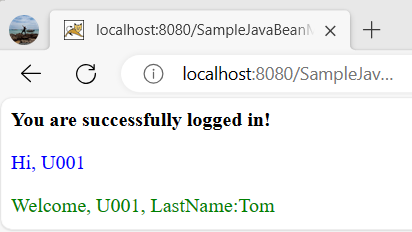 localhost:8080/SampleJavaBeanM
localhost:8080/SampleJav...
You are successfully logged in!
Hi, U001
Welcome, U001, LastName:Tom